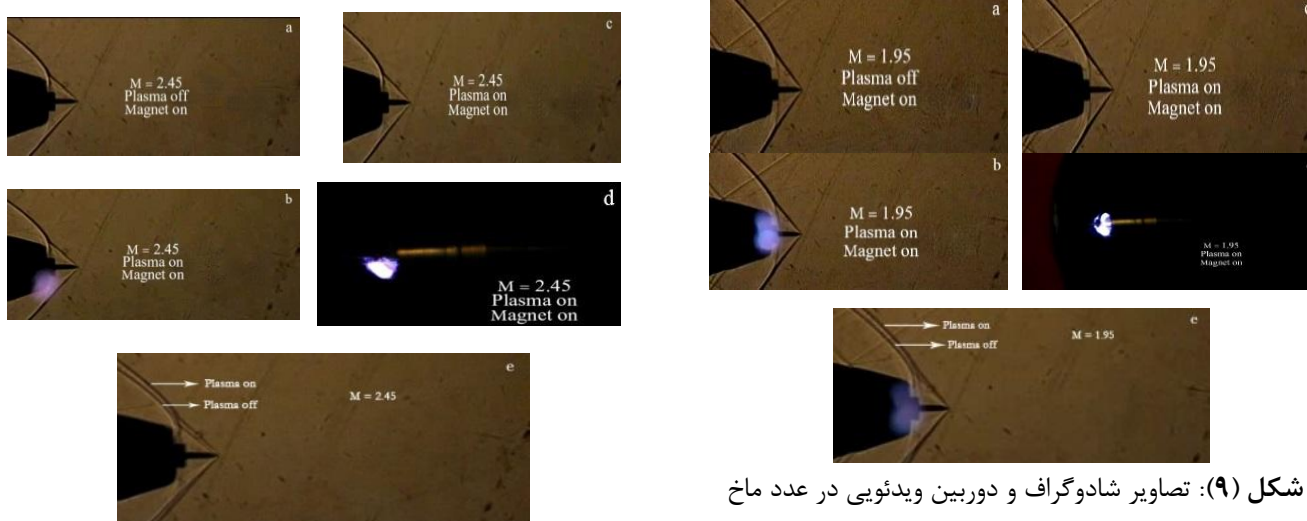 a
M = 2.45
Plasma off
Magnet on
c
M = 2.45
Plasma on
Magnet on
b
M = 2.45
Plasma on
Magnet on
d
M = 2.45
Plasma on
Magnet on
e
Plasma on
Plasma off
M = 2.45
a
M = 1.95
Plasma off
Magnet on
M = 1.95
Plasma on
Magnet on
b
M = 1.95
Plasma on
Magnet on
M = 1.95
Plasma on
Magnet on
e
Plasma on
Plasma off
M = 1.95
شکل (۹): تصاویر شادوگراف و دوربین ویدئویی در عدد ماخ